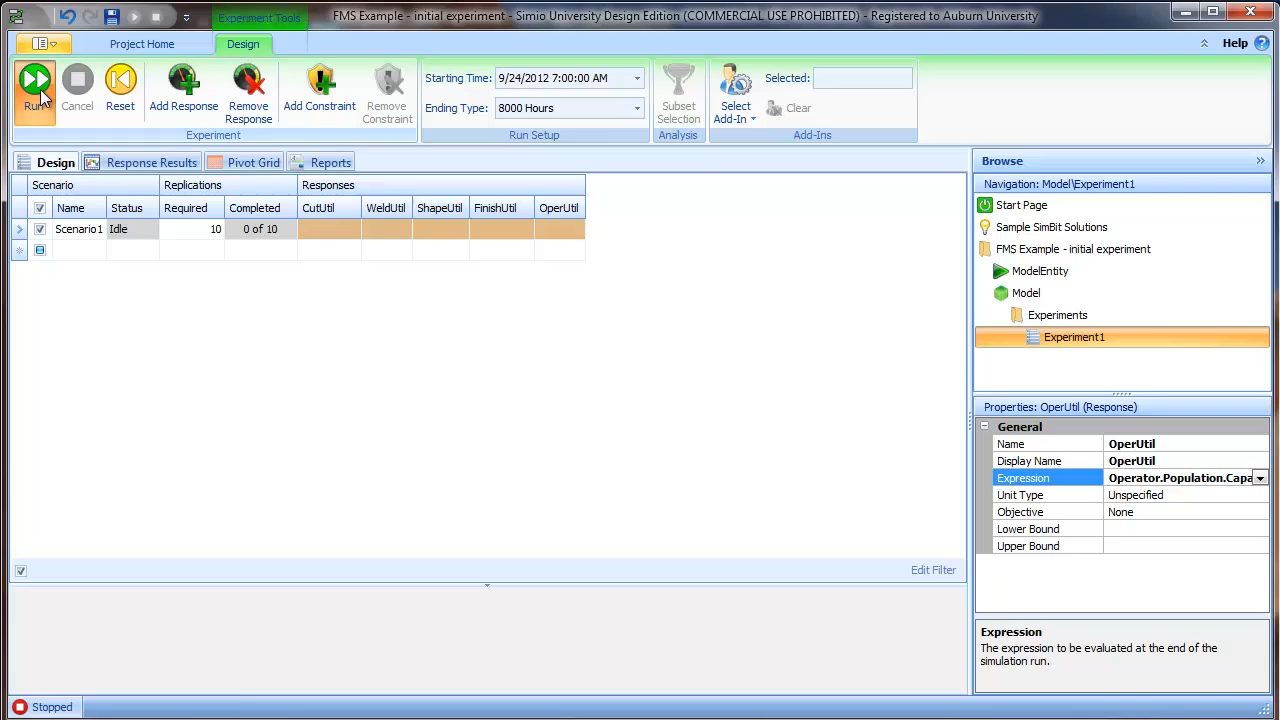 Experiment Tools
FMS Example - initial experiment - Simio University Design Edition (COMMERCIAL USE PROHIBITED) - Registered to Auburn University
Project Home
Design
Help
Run
Cancel
Reset
Add Response
Remove Response
Add Constraint
Remove Constraint
Experiment
Starting Time:
9/24/2012 7:00:00 AM
Ending Type:
8000 Hours
Run Setup
Subset Selection
Analysis
Select Add-In
Selected:
Clear
Add-Ins
Design
Response Results
Pivot Grid
Reports
Scenario
Replications
Responses
Name Status Required Completed CutUtil WeldUtil ShapeUtil FinishUtil OperUtil
Scenario1 Idle 10 0 of 10
Edit Filter
Browse
Navigation: Model\Experiment1
Start Page
Sample SimBit Solutions
FMS Example - initial experiment
ModelEntity
Model
Experiments
Experiment1
Properties: OperUtil (Response)
General
Name OperUtil
Display Name OperUtil
Expression Operator.Population.Capa
Unit Type Unspecified
Objective None
Lower Bound
Upper Bound
Expression
The expression to be evaluated at the end of the
simulation run.
Stopped